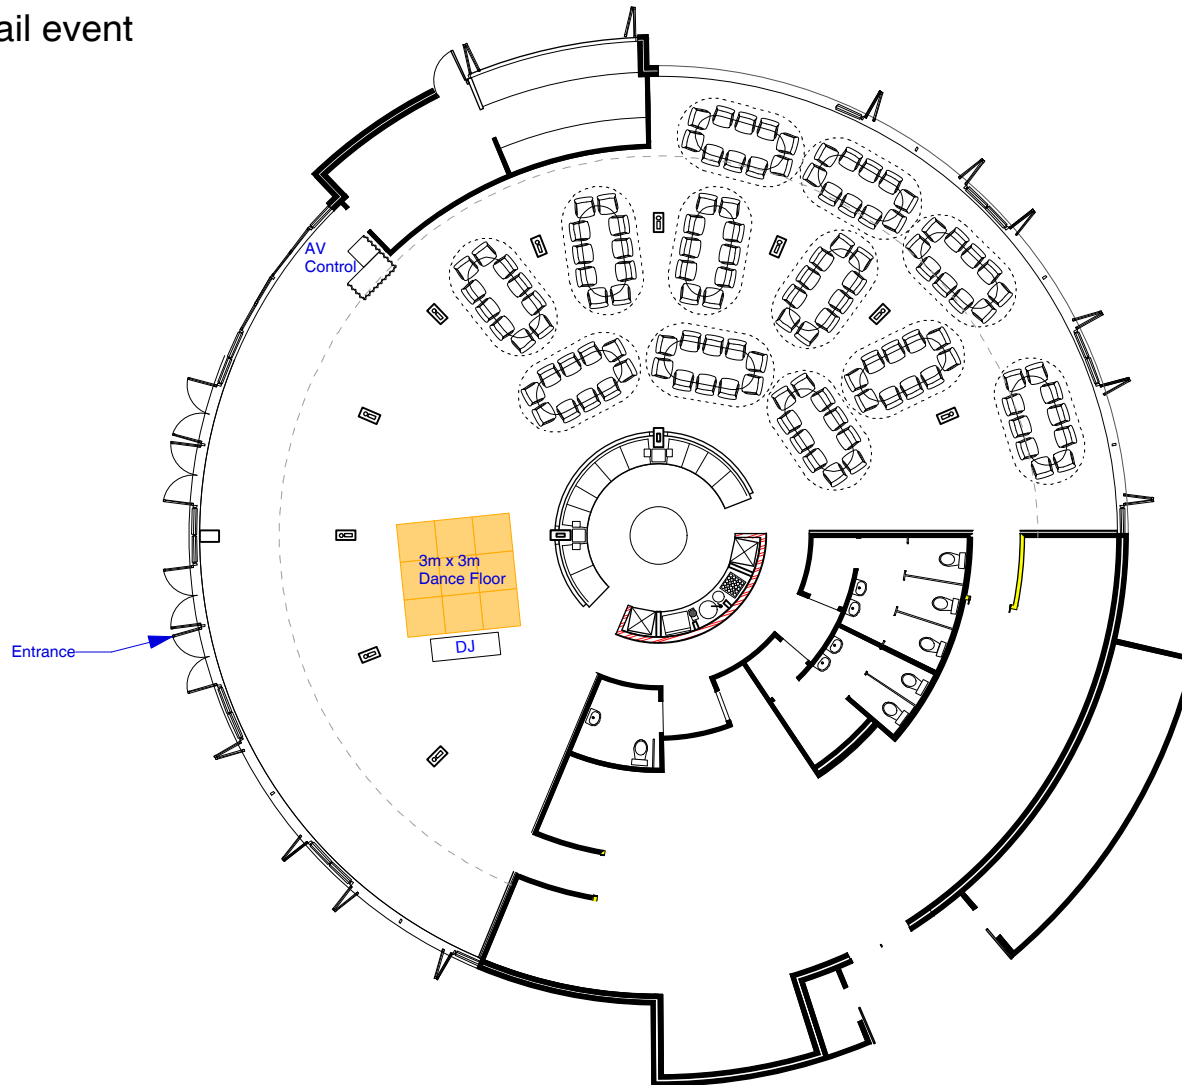 ail event
AV
Control
3m x 3m
Dance Floor
DJ
Entrance